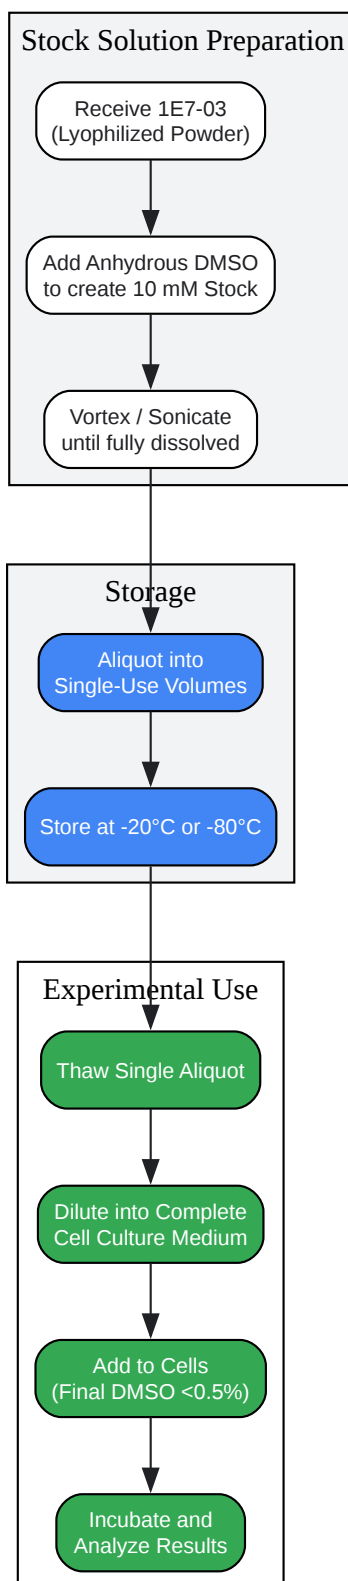 Stock Solution Preparation
Receive 1E7-03
(Lyophilized Powder)
Add Anhydrous DMSO
to create 10 mM Stock
Vortex / Sonicate
until fully dissolved
Storage
Aliquot into
Single-Use Volumes
Store at -20°C or -80°C
Experimental Use
Thaw Single Aliquot
Dilute into Complete
Cell Culture Medium
Add to Cells
(Final DMSO <0.5%)
Incubate and
Analyze Results